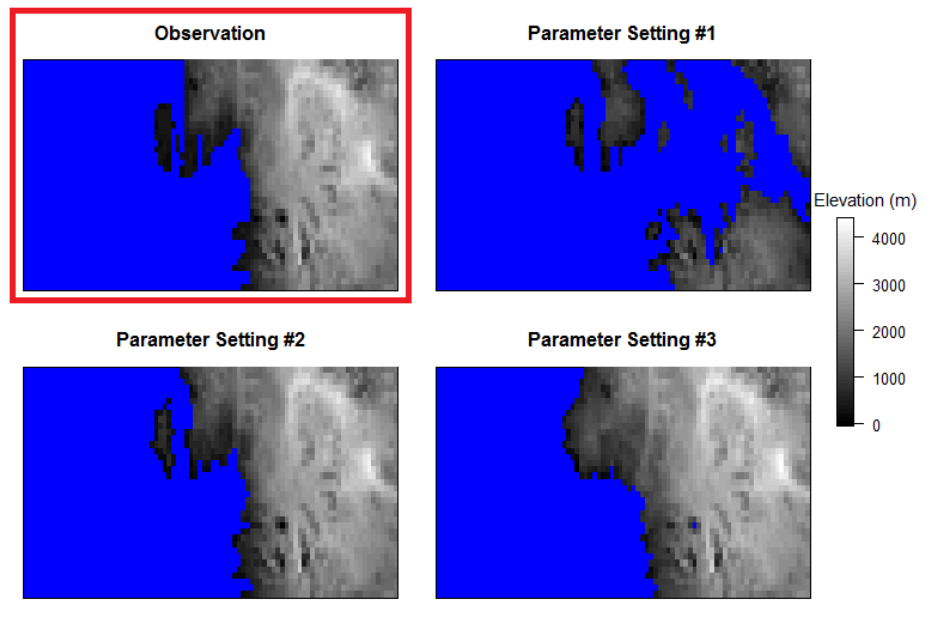 Observation
Parameter Setting #1
Elevation (m)
4000
3000
2000
1000
0
Parameter Setting #2
Parameter Setting #3